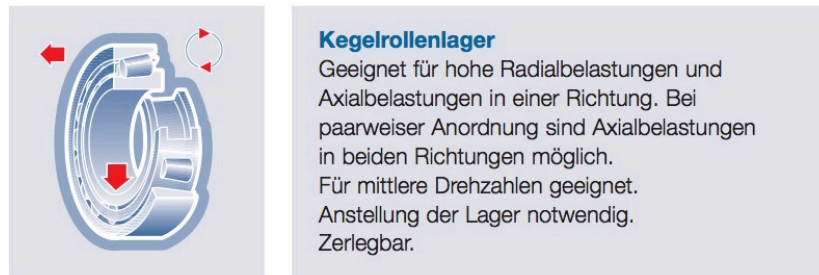 Kegelrollenlager
Geeignet für hohe Radialbelastungen und
Axialbelastungen in einer Richtung. Bei
paarweiser Anordnung sind Axialbelastungen
in beiden Richtungen möglich.
Für mittlere Drehzahlen geeignet.
Anstellung der Lager notwendig.
Zerlegbar.